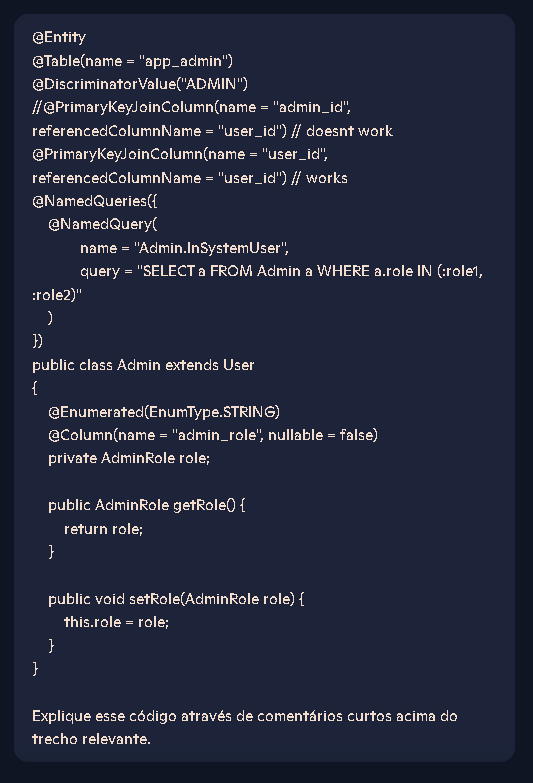 @Entity
@Table(name = "app_admin")
@DiscriminatorValue("ADMIN")
//@PrimaryKeyJoinColumn(name = "admin_id",
referencedColumnName = "user_id") // doesnt work
@PrimaryKeyJoinColumn(name = "user_id",
referencedColumnName = "user_id") // works
@NamedQueries({
    @NamedQuery(
            name = "Admin.InSystemUser",
            query = "SELECT a FROM Admin a WHERE a.role IN (:role1,
:role2)"
    )
})
public class Admin extends User
{
    @Enumerated(EnumType.STRING)
    @Column(name = "admin_role", nullable = false)
    private AdminRole role;

    public AdminRole getRole() {
        return role;
    }

    public void setRole(AdminRole role) {
        this.role = role;
    }
}

Explique esse código através de comentários curtos acima do
trecho relevante.